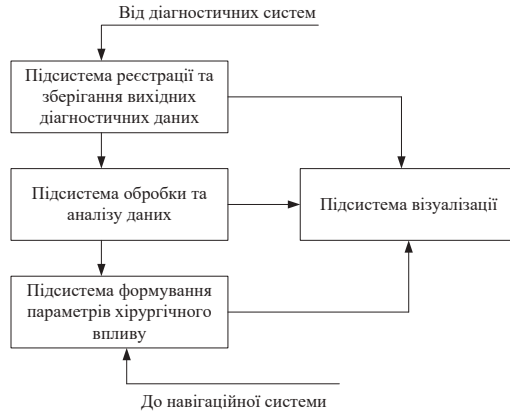 Від діагностичних систем
Підсистема реєстрації та
зберігання вихідних
діагностичних даних
Підсистема обробки та
аналізу даних
Підсистема візуалізації
Підсистема формування
параметрів хірургічного
впливу
До навігаційної системи